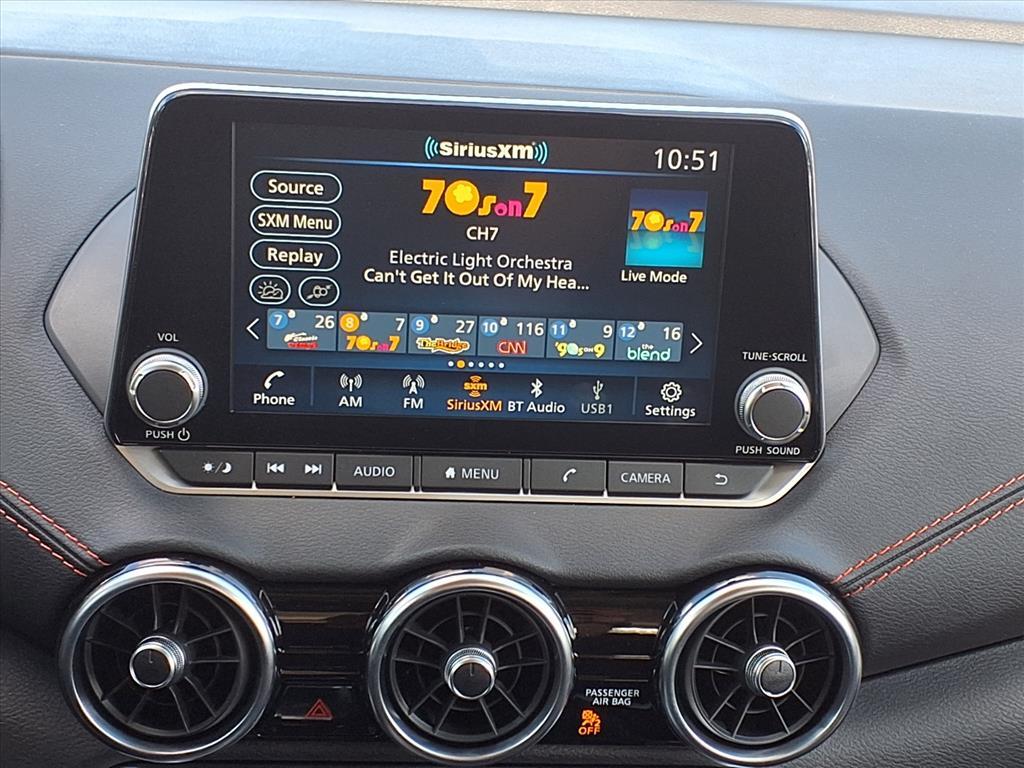 SiriusXM
10:51
Source
70s on 7
70s on 7
SXM Menu
CH7
Replay
Electric Light Orchestra
Can't Get It Out Of My Hea...
Live Mode
7 26
8 7 70s on 7
9 27 The Bridge
10 116 CNN
11 9 '90s on 9
12 16 the blend
Phone
AM
FM
sxm
SiriusXM
BT Audio
USB1
Settings
VOL
PUSH
TUNE·SCROLL
PUSH SOUND
AUDIO
MENU
CAMERA
PASSENGER
AIR BAG
OFF